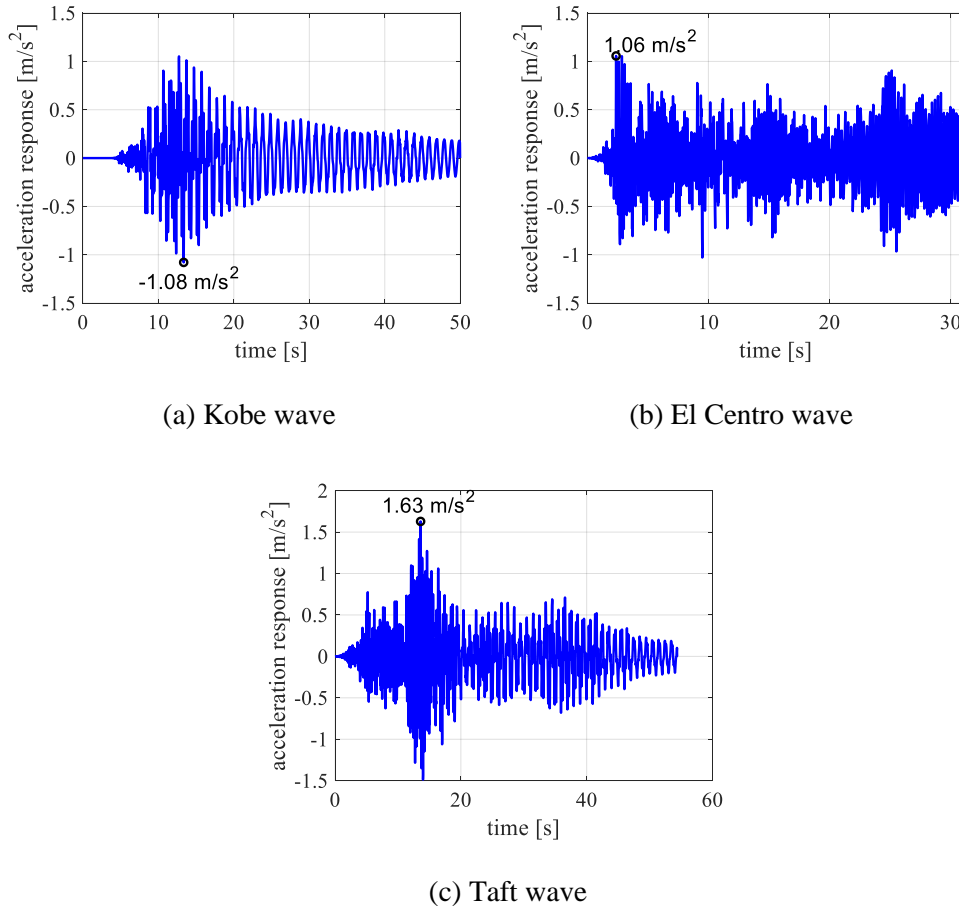 1.5
1
0.5
0
-0.5
-1
-1.5
acceleration response [m/s²]
-1.08 m/s²
0 10 20 30 40 50
time [s]
(a) Kobe wave
1.5
1
0.5
0
-0.5
-1
-1.5
acceleration response [m/s²]
1.06 m/s²
0 10 20 30
time [s]
(b) El Centro wave
2
1.5
1
0.5
0
-0.5
-1
-1.5
acceleration response [m/s²]
1.63 m/s²
0 20 40 60
time [s]
(c) Taft wave